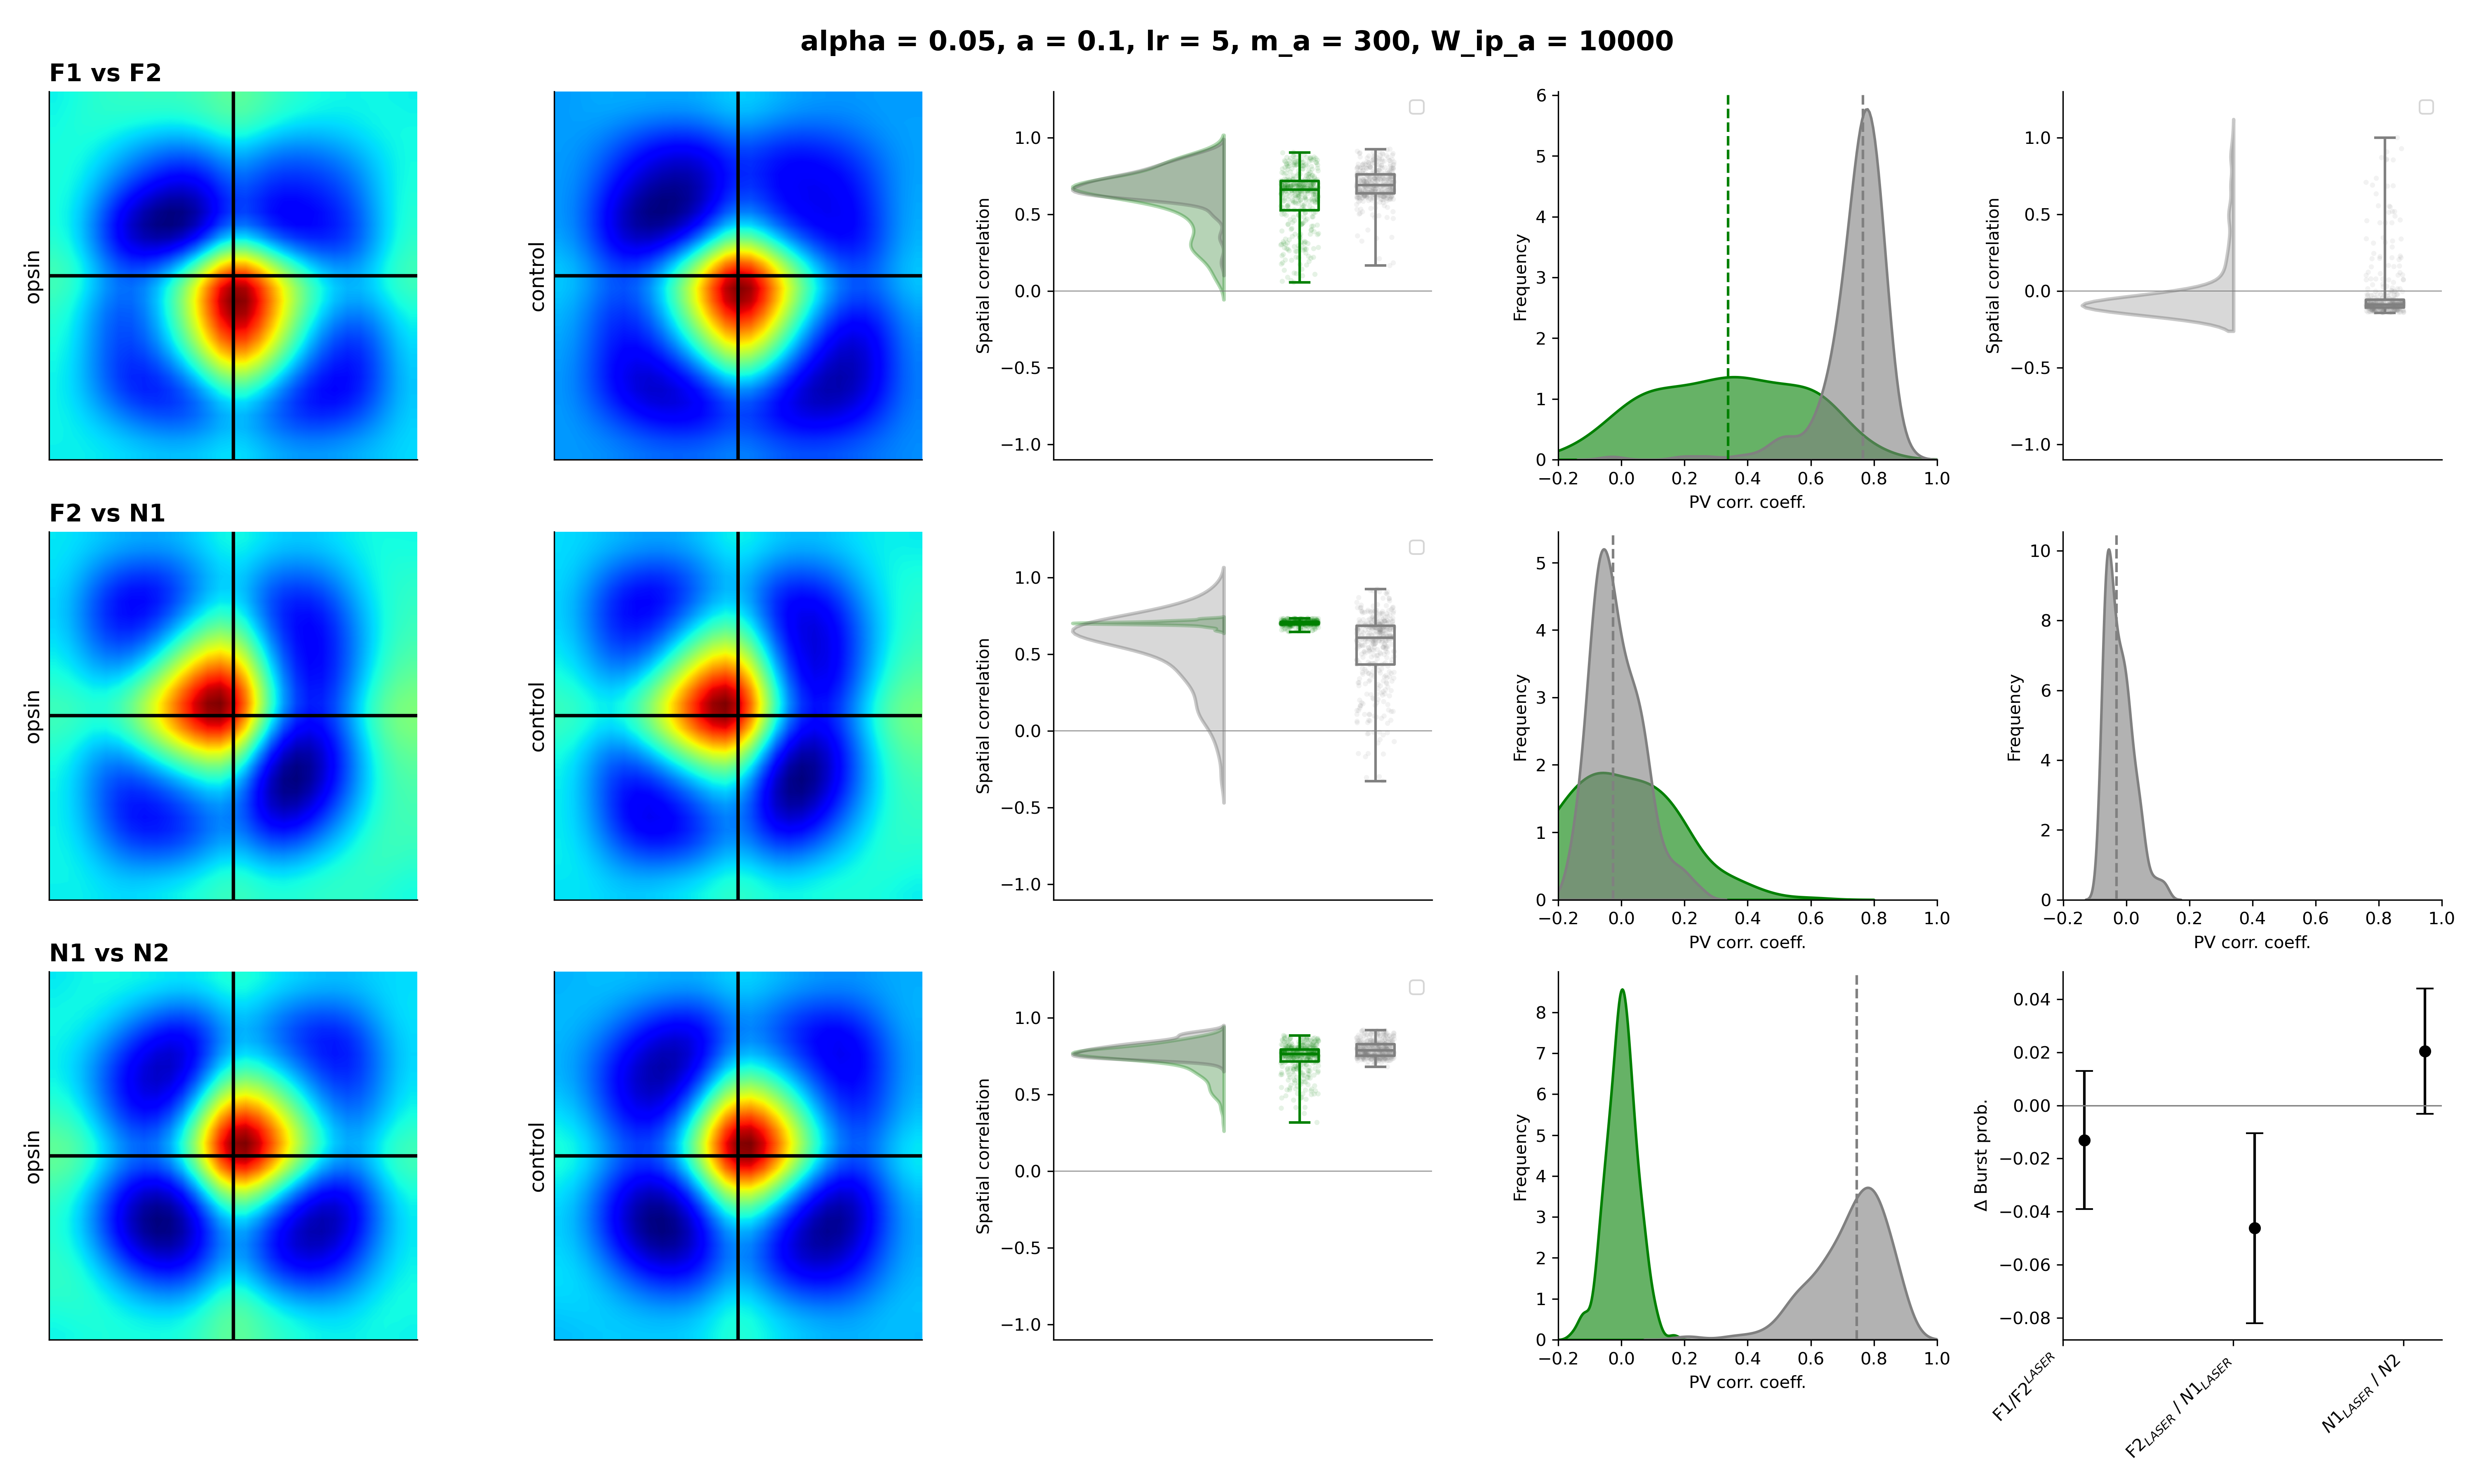 alpha = 0.05, a = 0.1, lr = 5, m_a = 300, W_ip_a = 10000
F1 vs F2
opsin
control
Spatial correlation
1.0
0.5
0.0
−0.5
−1.0
Frequency
6
5
4
3
2
1
0
−0.2 0.0 0.2 0.4 0.6 0.8 1.0
PV corr. coeff.
Spatial correlation
1.0
0.5
0.0
−0.5
−1.0
F2 vs N1
opsin
control
Spatial correlation
1.0
0.5
0.0
−0.5
−1.0
Frequency
5
4
3
2
1
0
−0.2 0.0 0.2 0.4 0.6 0.8 1.0
PV corr. coeff.
Frequency
10
8
6
4
2
0
−0.2 0.0 0.2 0.4 0.6 0.8 1.0
PV corr. coeff.
N1 vs N2
opsin
control
Spatial correlation
1.0
0.5
0.0
−0.5
−1.0
Frequency
8
7
6
5
4
3
2
1
0
−0.2 0.0 0.2 0.4 0.6 0.8 1.0
PV corr. coeff.
Δ Burst prob.
0.04
0.02
0.00
−0.02
−0.04
−0.06
−0.08
F1/F2LASER
F2LASER / N1LASER
N1LASER / N2